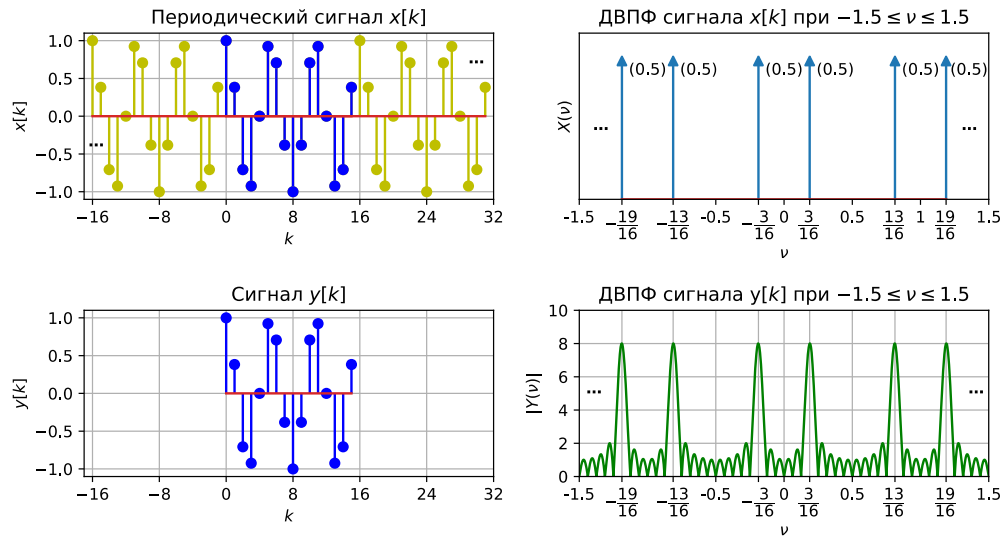 Периодический сигнал x[k]
1.0
0.5
0.0
−0.5
−1.0
x[k]
...
...
−16 −8 0 8 16 24 32
k
ДВПФ сигнала x[k] при −1.5 ≤ ν ≤ 1.5
X(ν)
(0.5) (0.5) (0.5) (0.5) (0.5) (0.5)
... ...
-1.5 −19/16 −13/16 -0.5 −3/16 0 3/16 0.5 13/16 1 19/16 1.5
ν
Сигнал y[k]
1.0
0.5
0.0
−0.5
−1.0
y[k]
−16 −8 0 8 16 24 32
k
ДВПФ сигнала y[k] при −1.5 ≤ ν ≤ 1.5
10
8
6
4
2
0
|Y(ν)|
... ...
-1.5 −19/16 −13/16 -0.5 −3/16 0 3/16 0.5 13/16 1 19/16 1.5
ν